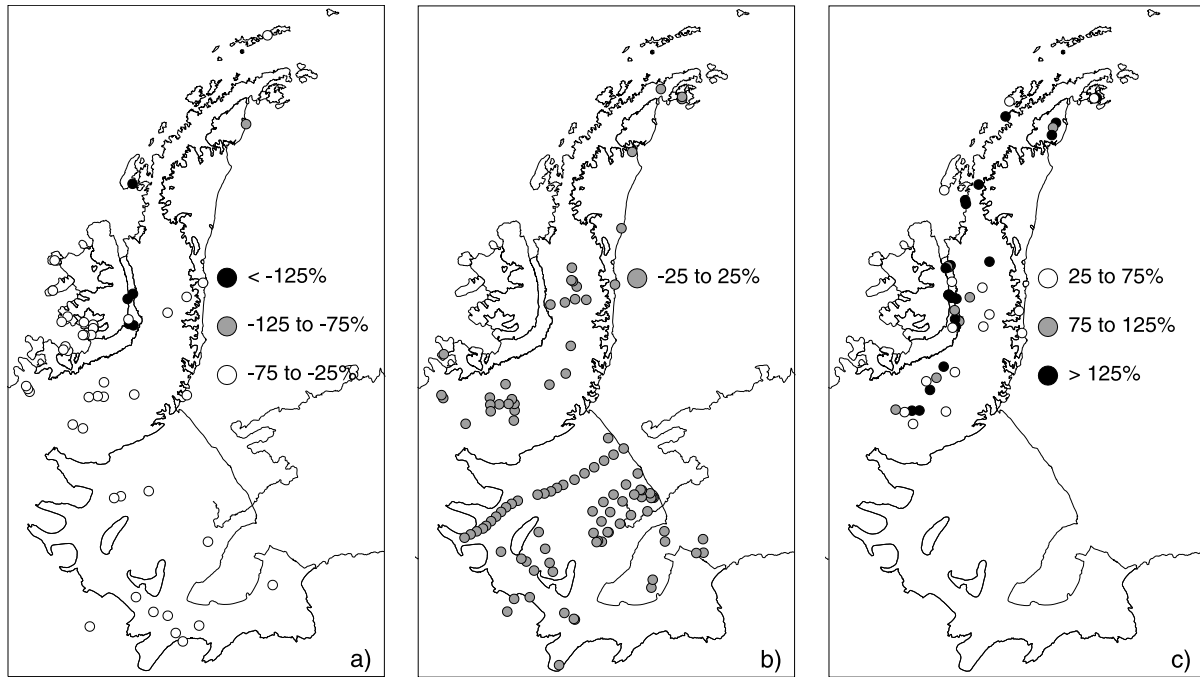 < -125%
-125 to -75%
-75 to -25%
a)
-25 to 25%
b)
25 to 75%
75 to 125%
> 125%
c)